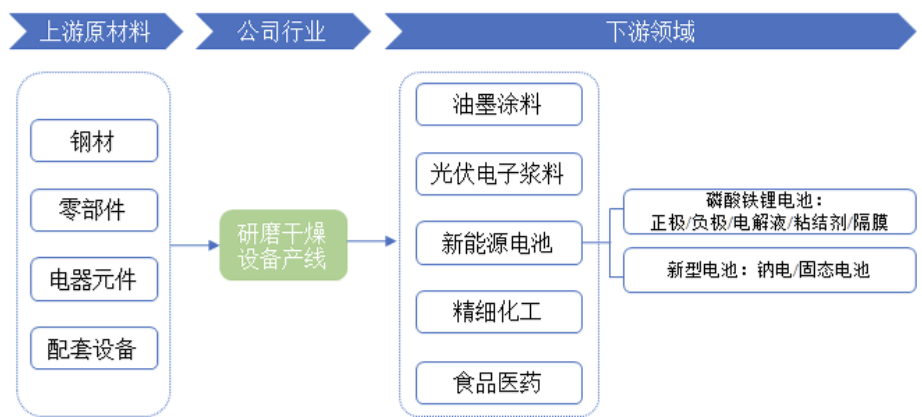 上游原材料
公司行业
下游领域
钢材
零部件
电器元件
配套设备
研磨干燥
设备产线
油墨涂料
光伏电子浆料
新能源电池
精细化工
食品医药
磷酸铁锂电池：
正极/负极/电解液/粘结剂/隔膜
新型电池：钠电/固态电池